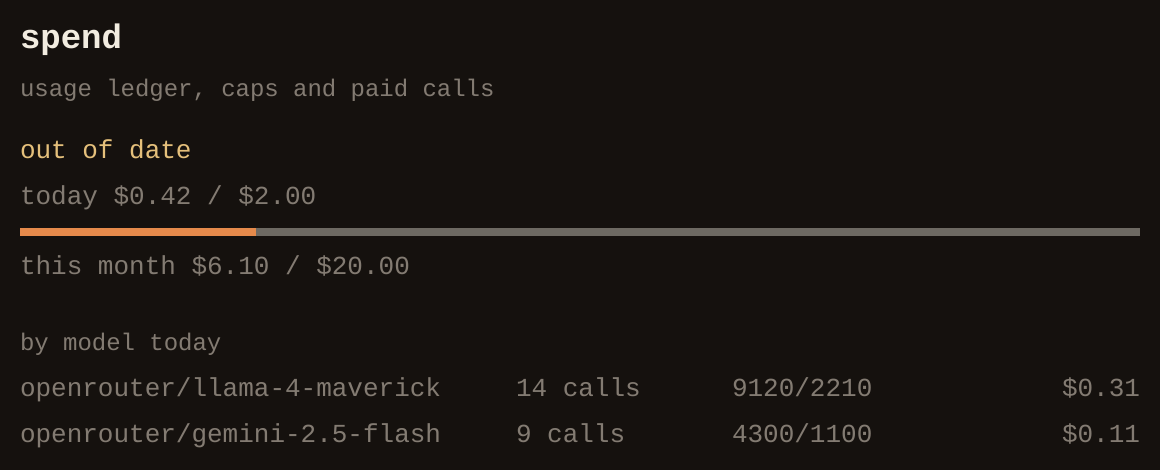 spend
usage ledger, caps and paid calls
out of date
today $0.42 / $2.00
this month $6.10 / $20.00
by model today
openrouter/llama-4-maverick 14 calls 9120/2210 $0.31
openrouter/gemini-2.5-flash 9 calls 4300/1100 $0.11